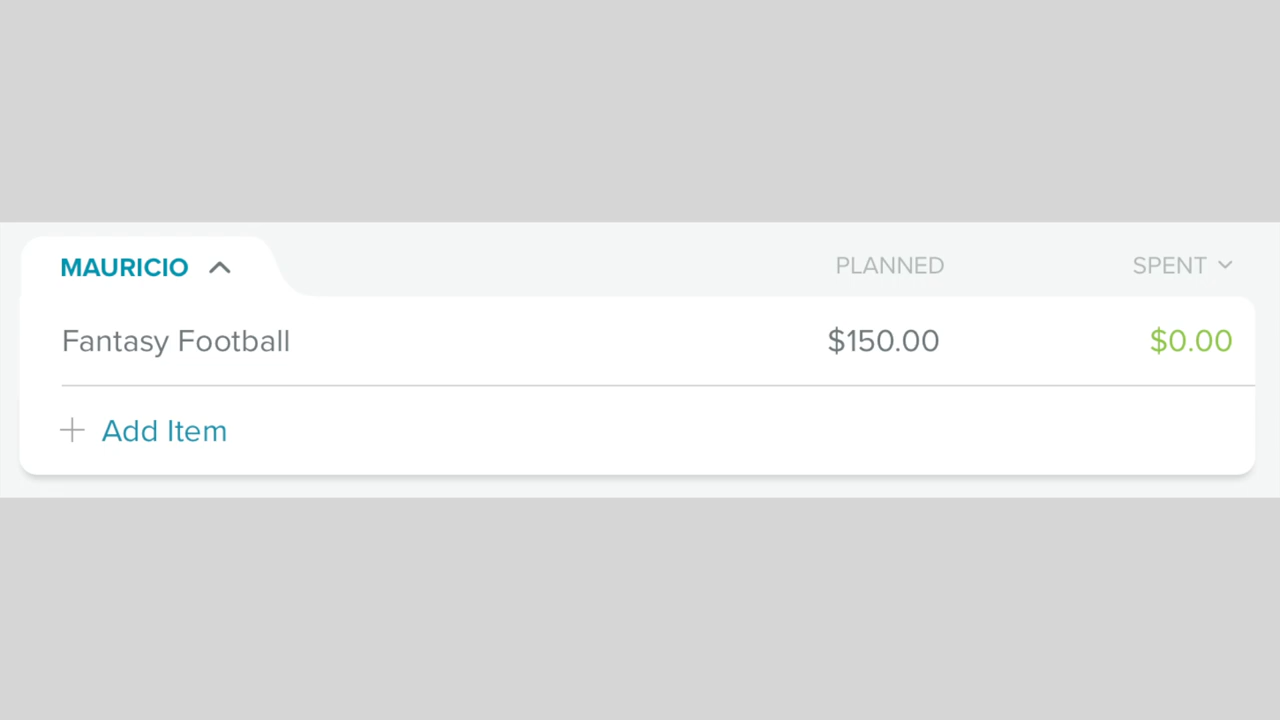 MAURICIO PLANNED SPENT
Fantasy Football $150.00 $0.00
+ Add Item